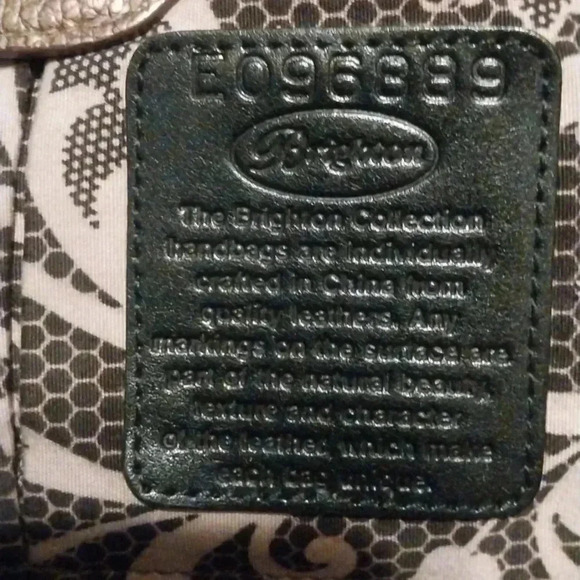 E096889
Brighton
The Brighton Collection
handbags are individually
crafted in China from
quality leathers. Any
markings on the surface are
part of the natural beauty,
texture and character
of the leather, which make
each bag unique.